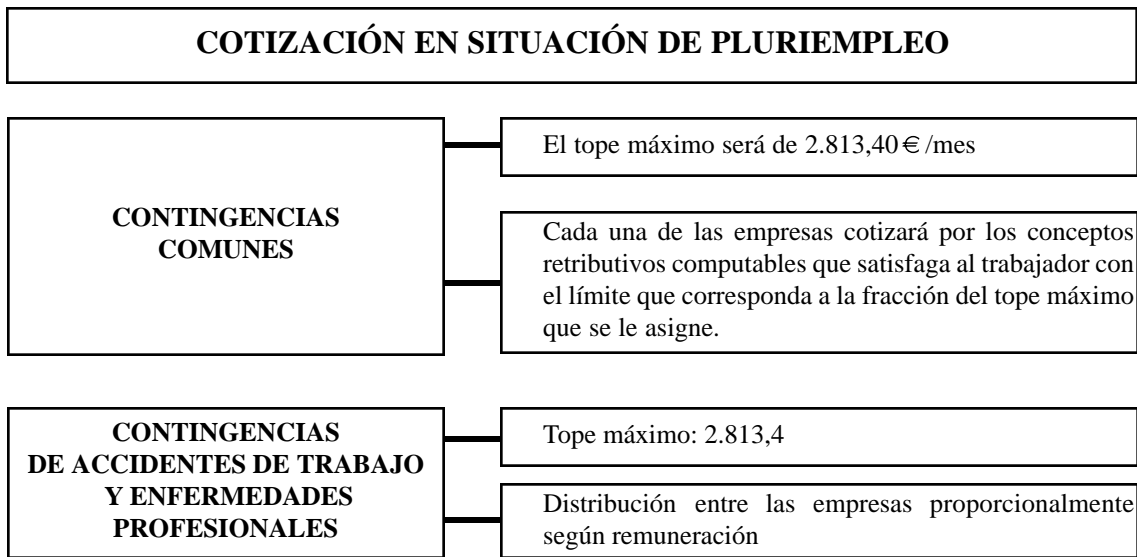 COTIZACIÓN EN SITUACIÓN DE PLURIEMPLEO
CONTINGENCIAS
COMUNES
El tope máximo será de 2.813,40 € /mes
Cada una de las empresas cotizará por los conceptos
retributivos computables que satisfaga al trabajador con
el límite que corresponda a la fracción del tope máximo
que se le asigne.
CONTINGENCIAS
DE ACCIDENTES DE TRABAJO
Y ENFERMEDADES
PROFESIONALES
Tope máximo: 2.813,4
Distribución entre las empresas proporcionalmente
según remuneración